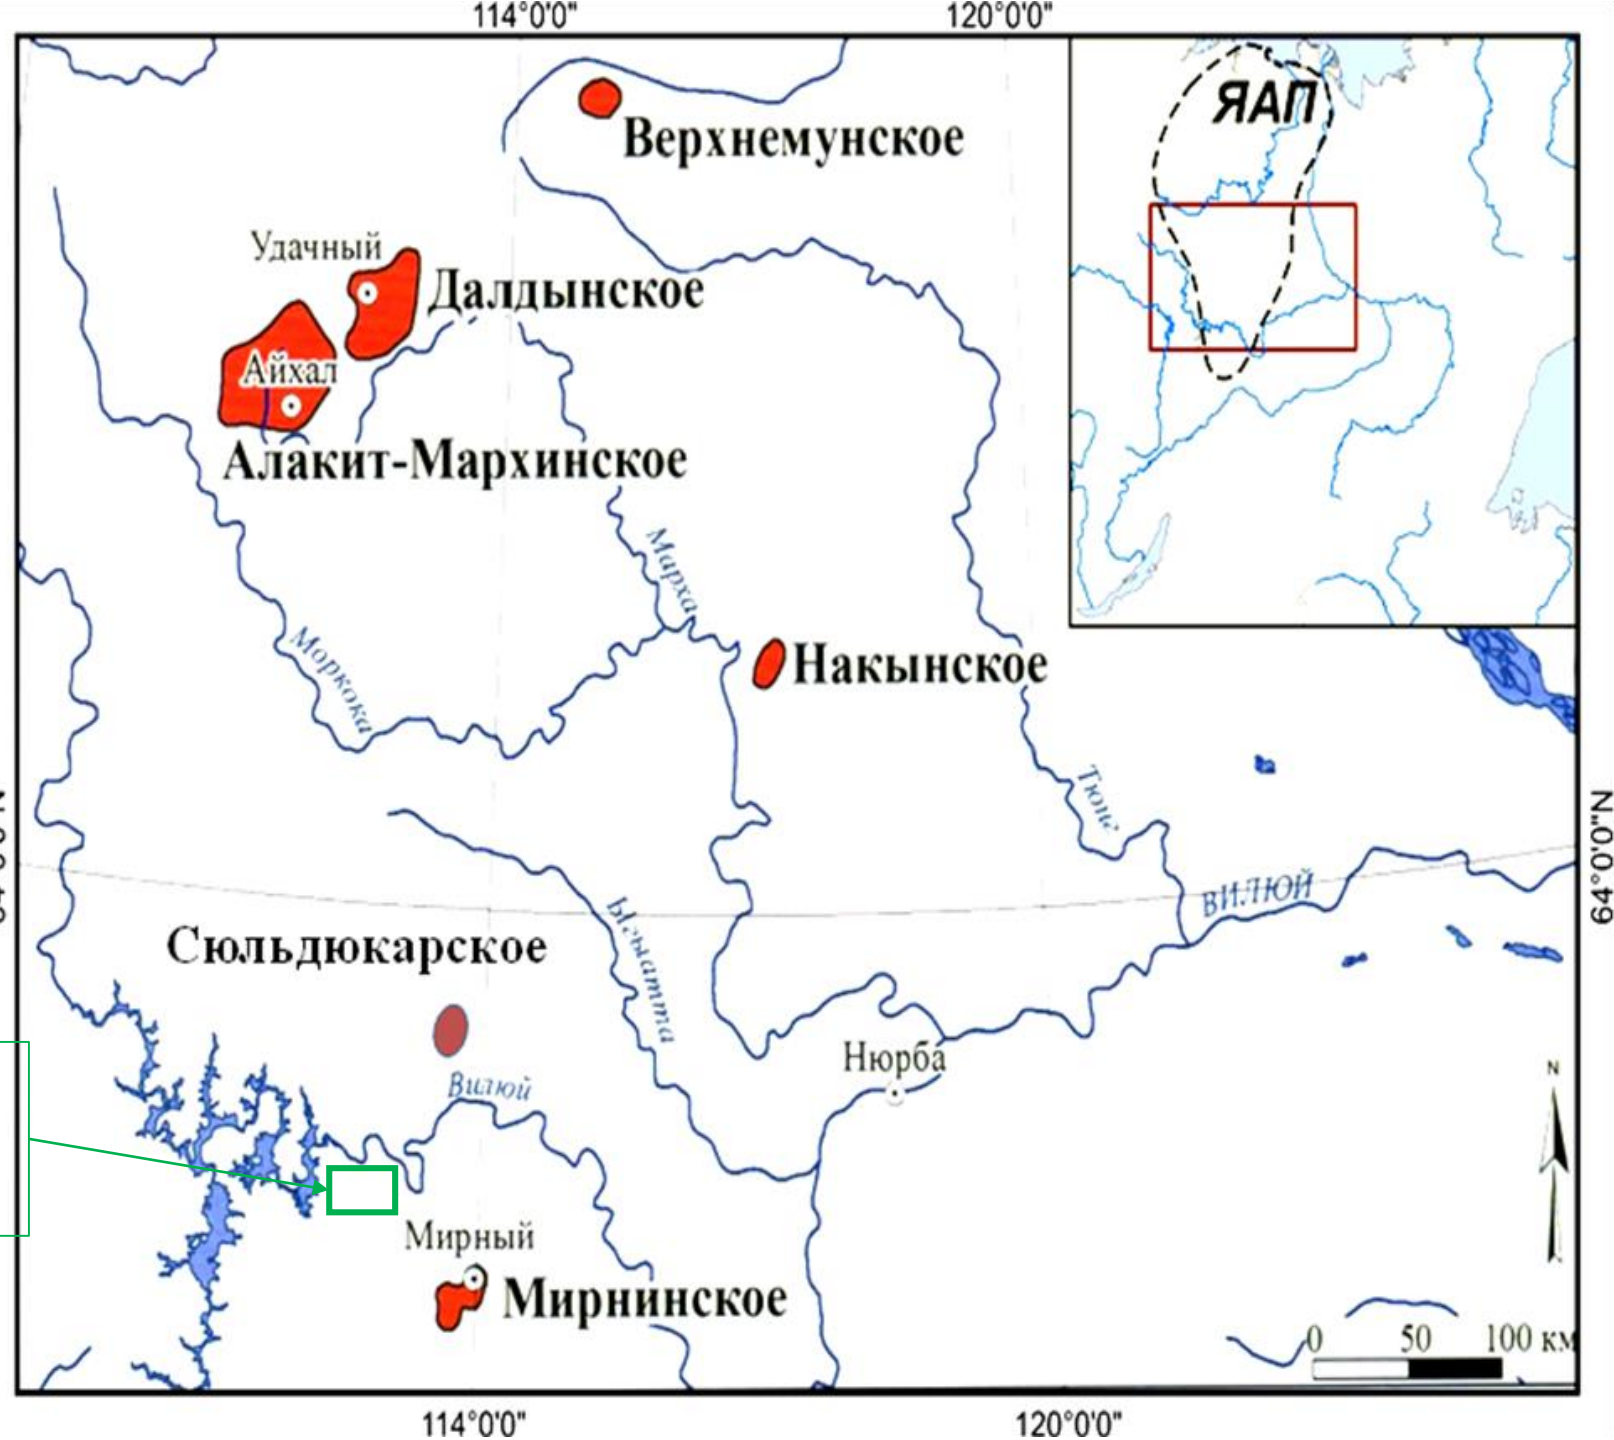 114°0'0"
120°0'0"
ЯАП
Верхнемунское
Удачный
Далдынское
Айхал
Алакит-Мархинское
Марха
Накынское
Моркока
Тюнг
64°0'0"N
ВИЛЮЙ
Ыгыатта
Сюльдюкарское
Нюрба
Вилюй
N
Мирный
Мирнинское
0 50 100 км
114°0'0"
120°0'0"